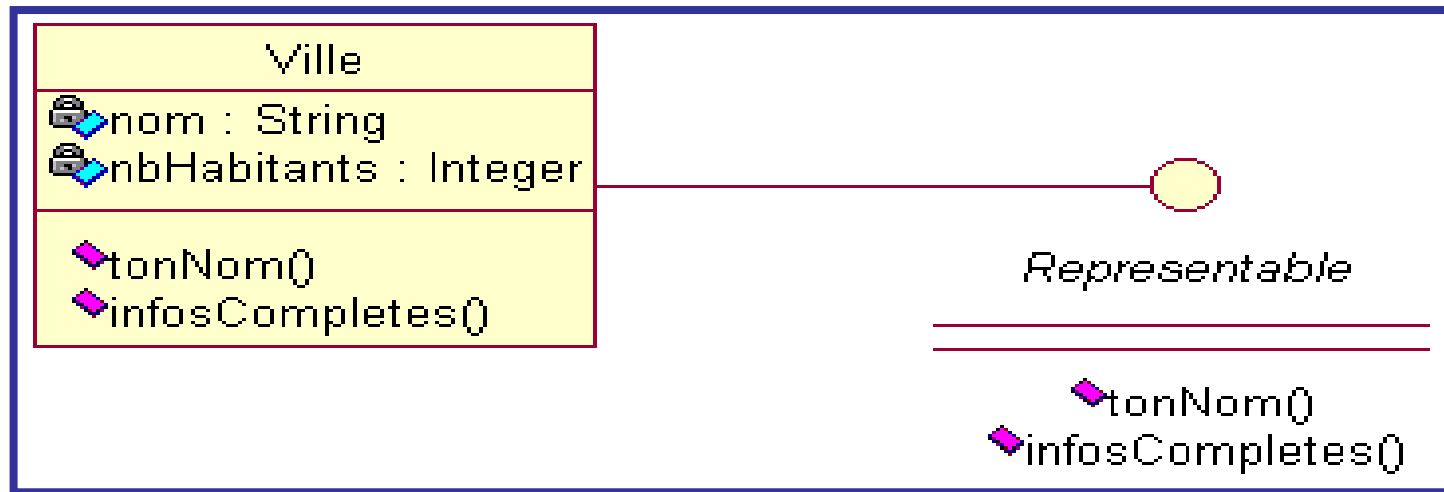 Ville
nom : String
nbHabitants : Integer
tonNom()
infosCompletes()
Representable
tonNom()
infosCompletes()